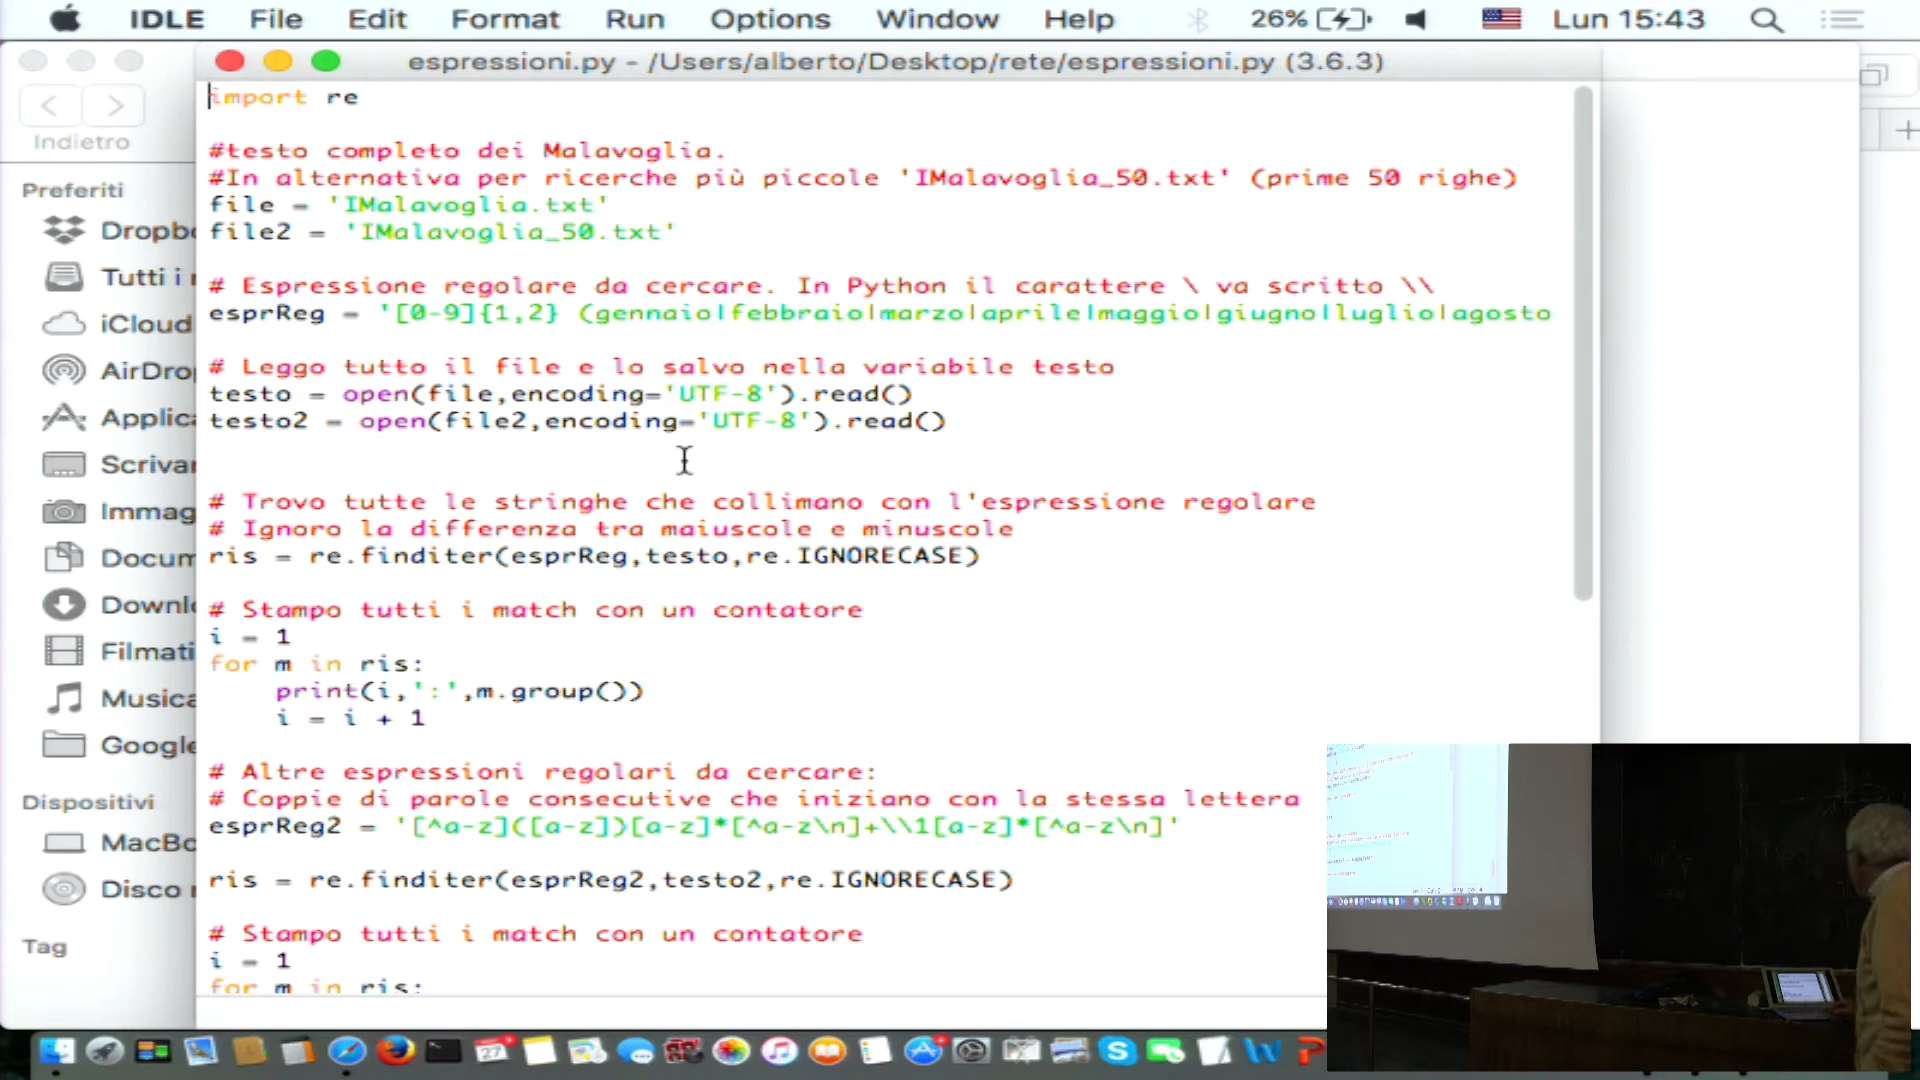 IDLE File Edit Format Run Options Window Help 26% Lun 15:43
espressioni.py - /Users/alberto/Desktop/rete/espressioni.py (3.6.3)
Indietro
Preferiti
Tutti i
iCloud
Tag
Dispositivi
import re
#testo completo dei Malavoglia.
#In alternativa per ricerche più piccole 'IMalavoglia_50.txt' (prime 50 righe)
file = 'IMalavoglia.txt'
file2 = 'IMalavoglia_50.txt'
# Espressione regolare da cercare. In Python il carattere \ va scritto \\
esprReg = '[0-9]{1,2} (gennaio|febbraio|marzo|aprile|maggio|giugno|luglio|agosto
# Leggo tutto il file e lo salvo nella variabile testo
testo = open(file,encoding='UTF-8').read()
testo2 = open(file2,encoding='UTF-8').read()
# Trovo tutte le stringhe che collimano con l'espressione regolare
# Ignoro la differenza tra maiuscole e minuscole
ris = re.finditer(esprReg,testo,re.IGNORECASE)
# Stampo tutti i match con un contatore
i = 1
for m in ris:
    print(i,':',m.group())
    i = i + 1
# Altre espressioni regolari da cercare:
# Coppie di parole consecutive che iniziano con la stessa lettera
esprReg2 = '[^a-z]([a-z])[a-z]*[^a-z\n]+\\1[a-z]*[^a-z\n]'
ris = re.finditer(esprReg2,testo2,re.IGNORECASE)
# Stampo tutti i match con un contatore
i = 1
for m in ris: